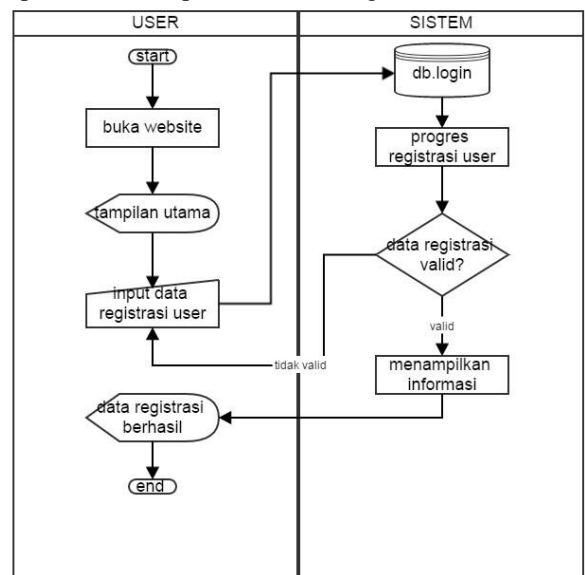 USER
SISTEM
start
buka website
tampilan utama
input data
registrasi user
db.login
progres
registrasi user
data registrasi
valid?
valid
tidak valid
menampilkan
informasi
data registrasi
berhasil
end